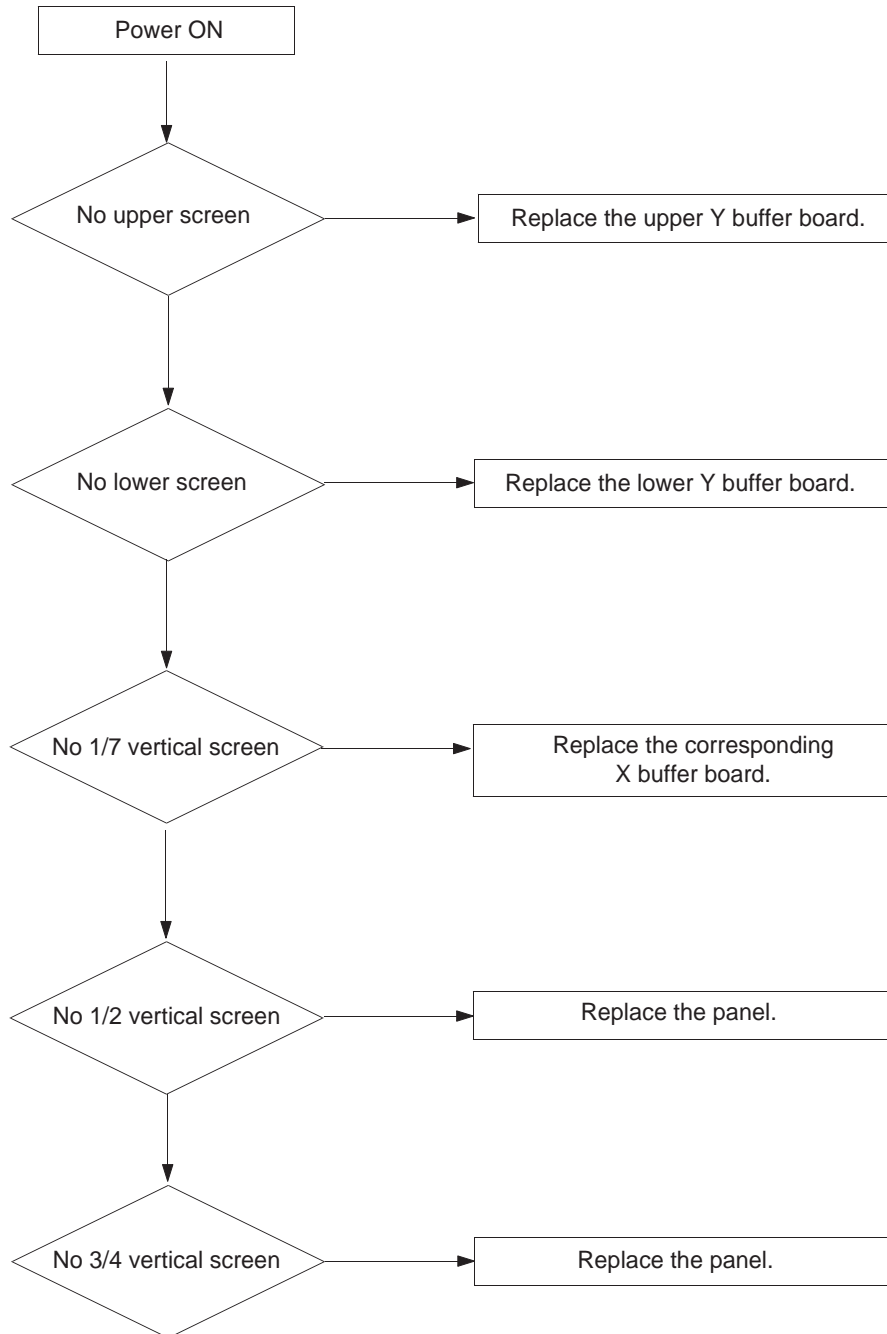 Power ON
No upper screen
Replace the upper Y buffer board.
No lower screen
Replace the lower Y buffer board.
No 1/7 vertical screen
Replace the corresponding
X buffer board.
No 1/2 vertical screen
Replace the panel.
No 3/4 vertical screen
Replace the panel.